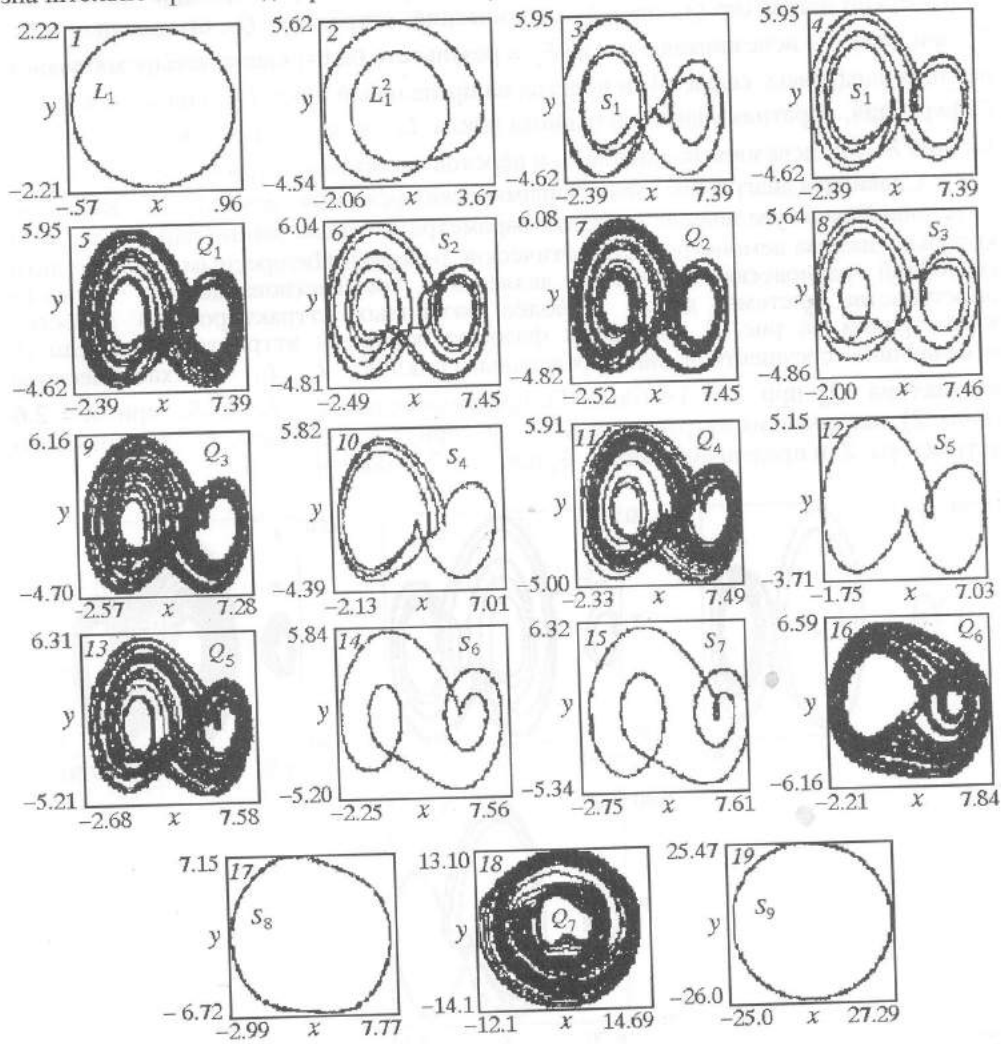 2.22 1 L₁ y −2.21 −.57 x .96
5.62 2 L₁² y −4.54 −2.06 x 3.67
5.95 3 S₁ y −4.62 −2.39 x 7.39
5.95 4 S₁ y −4.62 −2.39 x 7.39
5.95 5 Q₁ y −4.62 −2.39 x 7.39
6.04 6 S₂ y −4.81 −2.49 x 7.45
6.08 7 Q₂ y −4.82 −2.52 x 7.45
5.64 8 S₃ y −4.86 −2.00 x 7.46
6.16 9 Q₃ y −4.70 −2.57 x 7.28
5.82 10 S₄ y −4.39 −2.13 x 7.01
5.91 11 Q₄ y −5.00 −2.33 x 7.49
5.15 12 S₅ y −3.71 −1.75 x 7.03
6.31 13 Q₅ y −5.21 −2.68 x 7.58
5.84 14 S₆ y −5.20 −2.25 x 7.56
6.32 15 S₇ y −5.34 −2.75 x 7.61
6.59 16 Q₆ y −6.16 −2.21 x 7.84
7.15 17 S₈ y −6.72 −2.99 x 7.77
13.10 18 Q₇ y −14.1 −12.1 x 14.69
25.47 19 S₉ y −26.0 −25.0 x 27.29